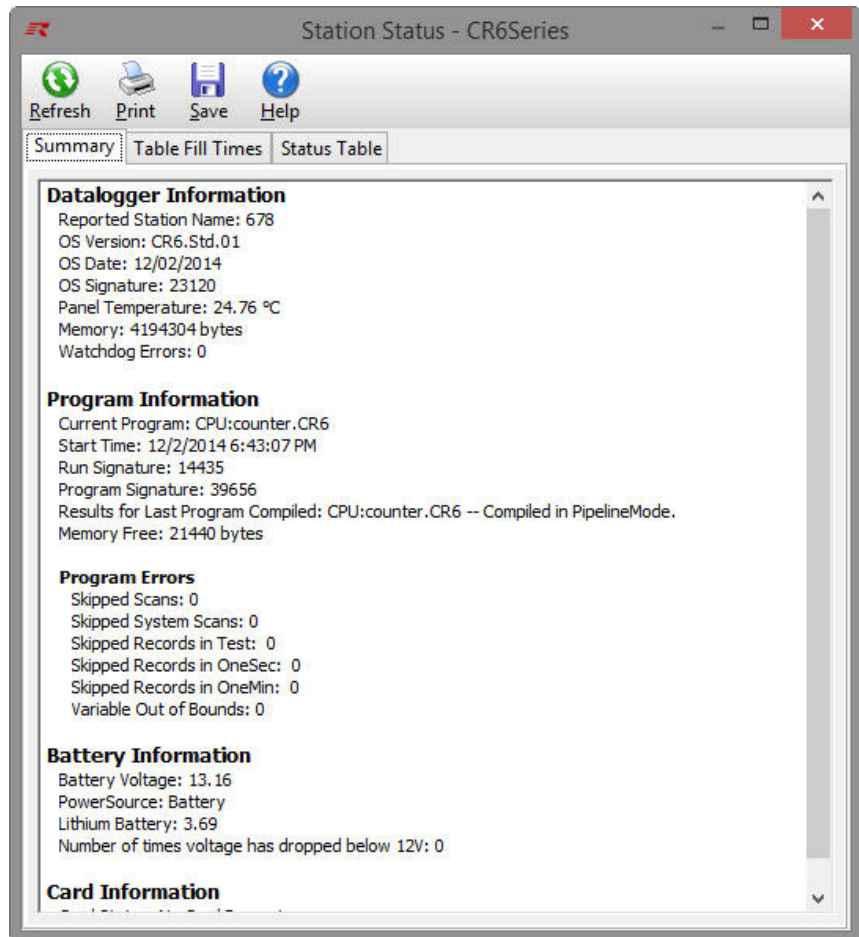 Station Status - CR6Series
Refresh Print Save Help
Summary Table Fill Times Status Table
Datalogger Information
Reported Station Name: 678
OS Version: CR6.Std.01
OS Date: 12/02/2014
OS Signature: 23120
Panel Temperature: 24.76 ºC
Memory: 4194304 bytes
Watchdog Errors: 0
Program Information
Current Program: CPU:counter.CR6
Start Time: 12/2/2014 6:43:07 PM
Run Signature: 14435
Program Signature: 39656
Results for Last Program Compiled: CPU:counter.CR6 -- Compiled in PipelineMode.
Memory Free: 21440 bytes
Program Errors
Skipped Scans: 0
Skipped System Scans: 0
Skipped Records in Test: 0
Skipped Records in OneSec: 0
Skipped Records in OneMin: 0
Variable Out of Bounds: 0
Battery Information
Battery Voltage: 13.16
PowerSource: Battery
Lithium Battery: 3.69
Number of times voltage has dropped below 12V: 0
Card Information